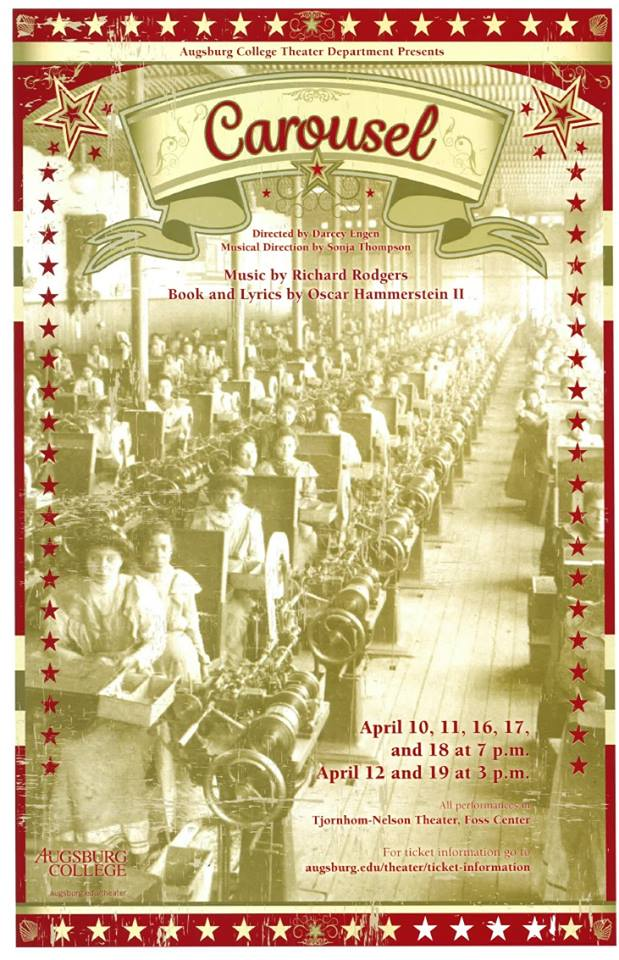 Augsburg College Theater Department Presents
Carousel
Directed by Darcey Engen
Musical Direction by Sonja Thompson
Music by Richard Rodgers
Book and Lyrics by Oscar Hammerstein II
April 10, 11, 16, 17,
and 18 at 7 p.m.
April 12 and 19 at 3 p.m.
All performances in
Tjornhom-Nelson Theater, Foss Center
For ticket information go to
augsburg.edu/theater/ticket-information
AUGSBURG
COLLEGE
augsburg.edu/theater